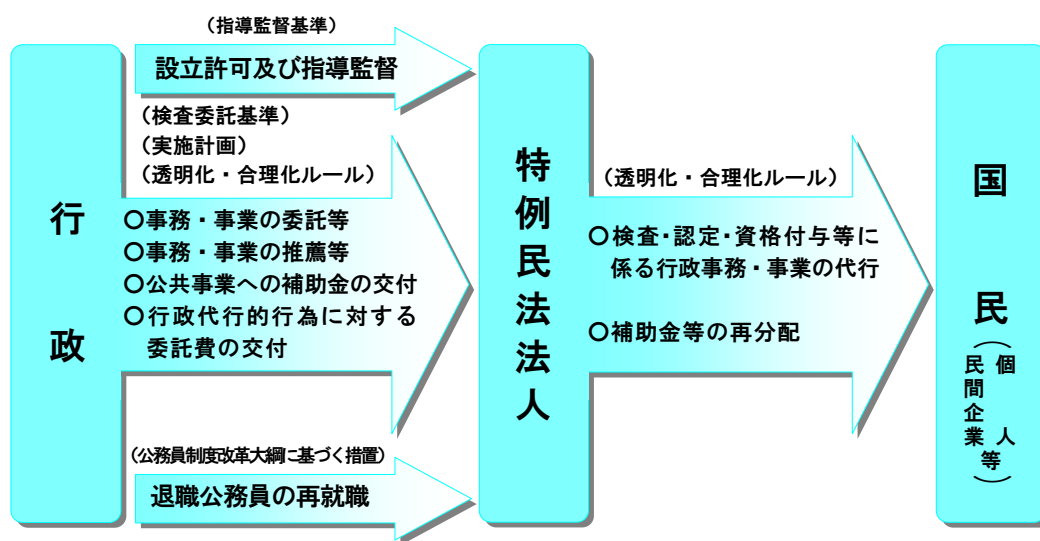 行政
(指導監督基準)
設立許可及び指導監督
(検査委託基準)
(実施計画)
(透明化・合理化ルール)
○事務・事業の委託等
○事務・事業の推薦等
○公共事業への補助金の交付
○行政代行的行為に対する
委託費の交付
(公務員制度改革大綱に基づく措置)
退職公務員の再就職
特例民法法人
(透明化・合理化ルール)
○検査・認定・資格付与等に
係る行政事務・事業の代行
○補助金等の再分配
国民
(個人
民間企業等)